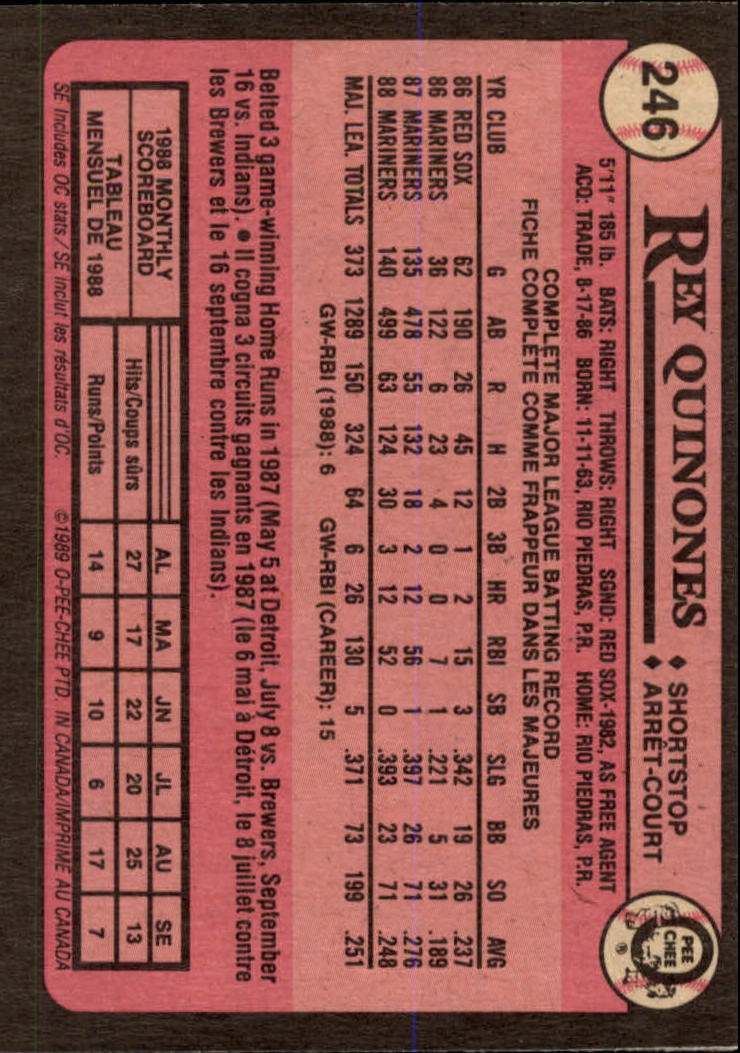 246
REY QUINONES
♦ SHORTSTOP
♦ ARRÊT-COURT
O PEE CHEE ®
5'11" 185 lb. BATS: RIGHT THROWS: RIGHT SGND: RED SOX-1982, AS FREE AGENT
ACQ: TRADE, 8-17-86 BORN: 11-11-63, RIO PIEDRAS, P.R. HOME: RIO PIEDRAS, P.R.
COMPLETE MAJOR LEAGUE BATTING RECORD
FICHE COMPLÈTE COMME FRAPPEUR DANS LES MAJEURES
YR CLUB G AB R H 2B 3B HR RBI SB SLG BB SO AVG
86 RED SOX 62 190 26 45 12 1 2 15 3 .342 19 26 .237
86 MARINERS 36 122 6 23 4 0 0 7 1 .221 5 31 .189
87 MARINERS 135 478 55 132 18 2 12 56 1 .397 26 71 .276
88 MARINERS 140 499 63 124 30 3 12 52 0 .393 23 71 .248
MAJ. LEA. TOTALS 373 1289 150 324 64 6 26 130 5 .371 73 199 .251
GW-RBI (1988): 6 GW-RBI (CAREER): 15
Belted 3 game-winning Home Runs in 1987 (May 5 at Detroit, July 8 vs. Brewers, September
16 vs. Indians). ● Il cogna 3 circuits gagnants en 1987 (le 6 mai à Détroit, le 8 juillet contre
les Brewers et le 16 septembre contre les Indians).
1988 MONTHLY
SCOREBOARD
TABLEAU
MENSUEL DE 1988
AL MA JN JL AU SE
Hits/Coups sûrs 27 17 22 20 25 13
Runs/Points 14 9 10 6 17 7
SE Includes OC stats/SE inclut les résultats d'OC. ©1989 O-PEE-CHEE PTD. IN CANADA/IMPRIMÉ AU CANADA